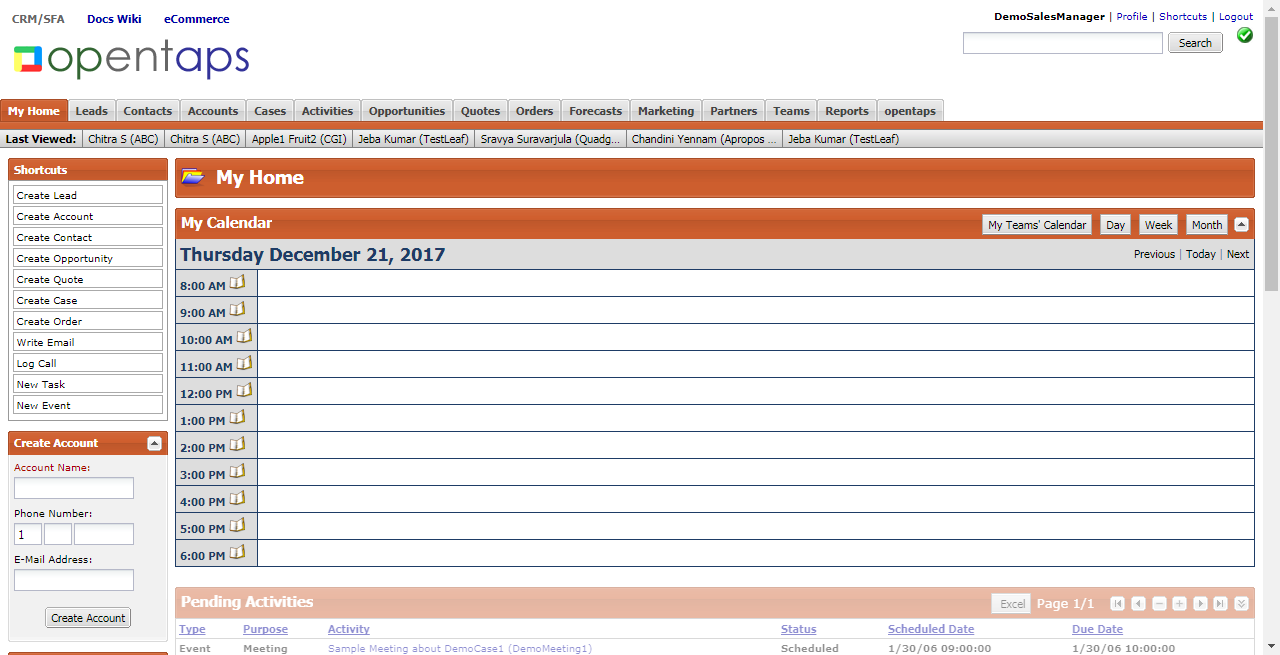 CRM/SFA Docs Wiki eCommerce
DemoSalesManager | Profile | Shortcuts | Logout
opentaps
Search
My Home Leads Contacts Accounts Cases Activities Opportunities Quotes Orders Forecasts Marketing Partners Teams Reports opentaps
Last Viewed: Chitra S (ABC) Chitra S (ABC) Apple1 Fruit2 (CGI) Jeba Kumar (TestLeaf) Sravya Suravarjula (Quadg... Chandini Yennam (Apropos ... Jeba Kumar (TestLeaf)
Shortcuts
Create Lead
Create Account
Create Contact
Create Opportunity
Create Quote
Create Case
Create Order
Write Email
Log Call
New Task
New Event
Create Account
Account Name:
Phone Number:
1
E-Mail Address:
Create Account
My Home
My Calendar
My Teams' Calendar Day Week Month
Thursday December 21, 2017
Previous | Today | Next
8:00 AM
9:00 AM
10:00 AM
11:00 AM
12:00 PM
1:00 PM
2:00 PM
3:00 PM
4:00 PM
5:00 PM
6:00 PM
Pending Activities
Excel Page 1/1
Type Purpose Activity Status Scheduled Date Due Date
Event Meeting Sample Meeting about DemoCase1 (DemoMeeting1) Scheduled 1/30/06 09:00:00 1/30/06 10:00:00